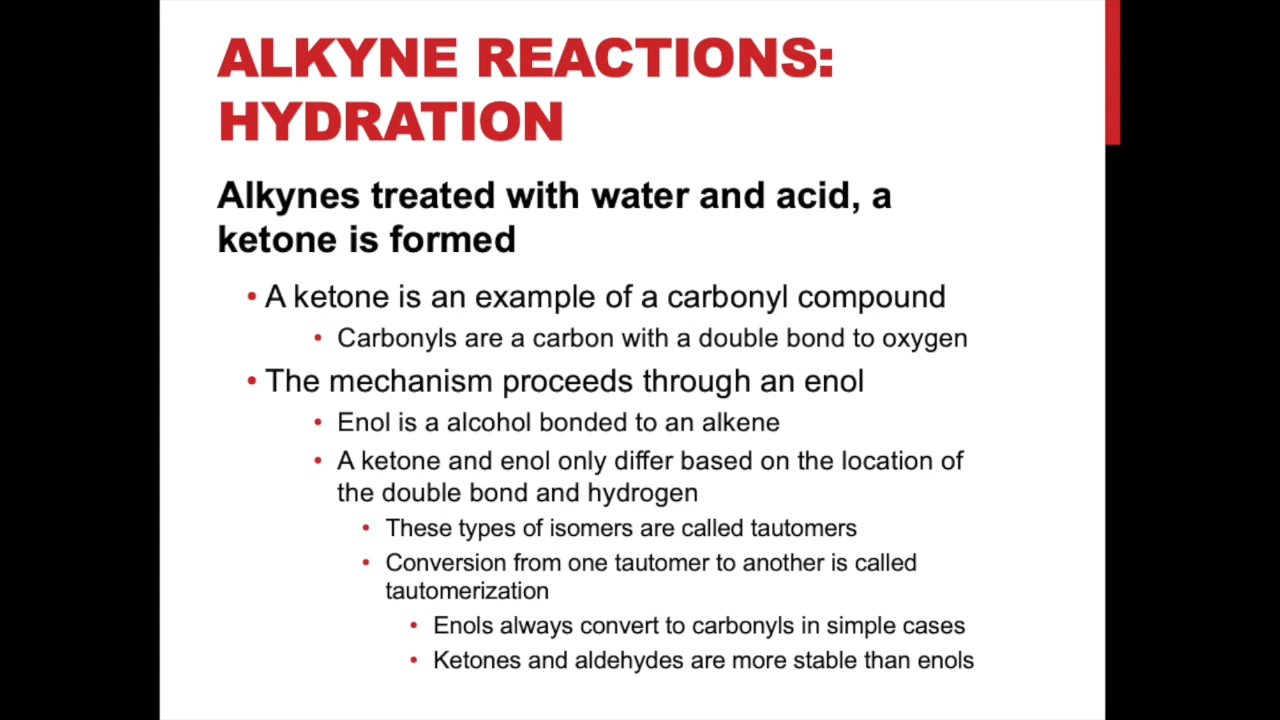 ALKYNE REACTIONS:
HYDRATION
Alkynes treated with water and acid, a
ketone is formed
• A ketone is an example of a carbonyl compound
• Carbonyls are a carbon with a double bond to oxygen
• The mechanism proceeds through an enol
• Enol is a alcohol bonded to an alkene
• A ketone and enol only differ based on the location of
the double bond and hydrogen
• These types of isomers are called tautomers
• Conversion from one tautomer to another is called
tautomerization
• Enols always convert to carbonyls in simple cases
• Ketones and aldehydes are more stable than enols